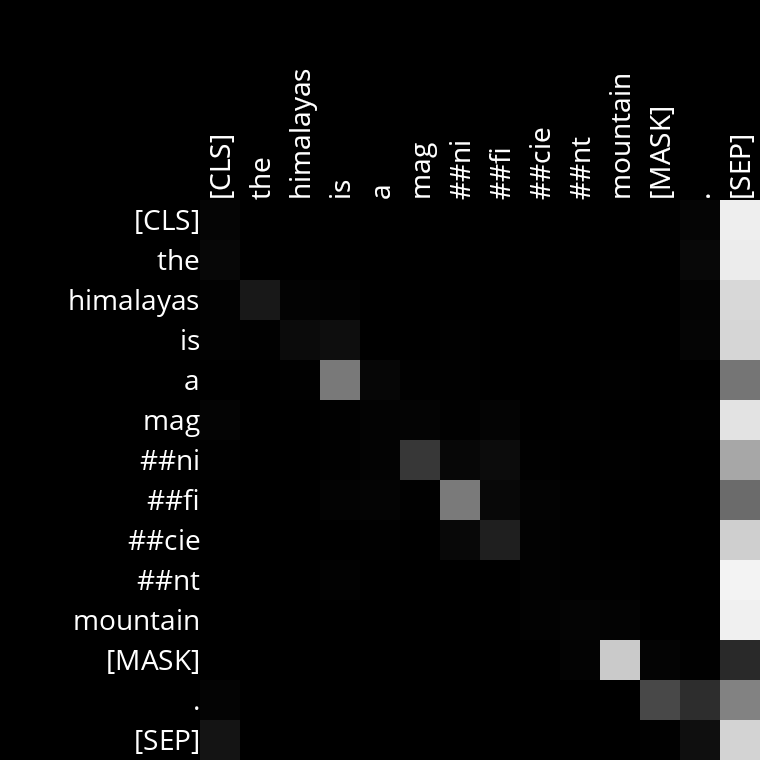 [CLS] the himalayas is a mag ##ni ##fi ##cie ##nt mountain [MASK] . [SEP]
[CLS]
the
himalayas
is
a
mag
##ni
##fi
##cie
##nt
mountain
[MASK]
.
[SEP]